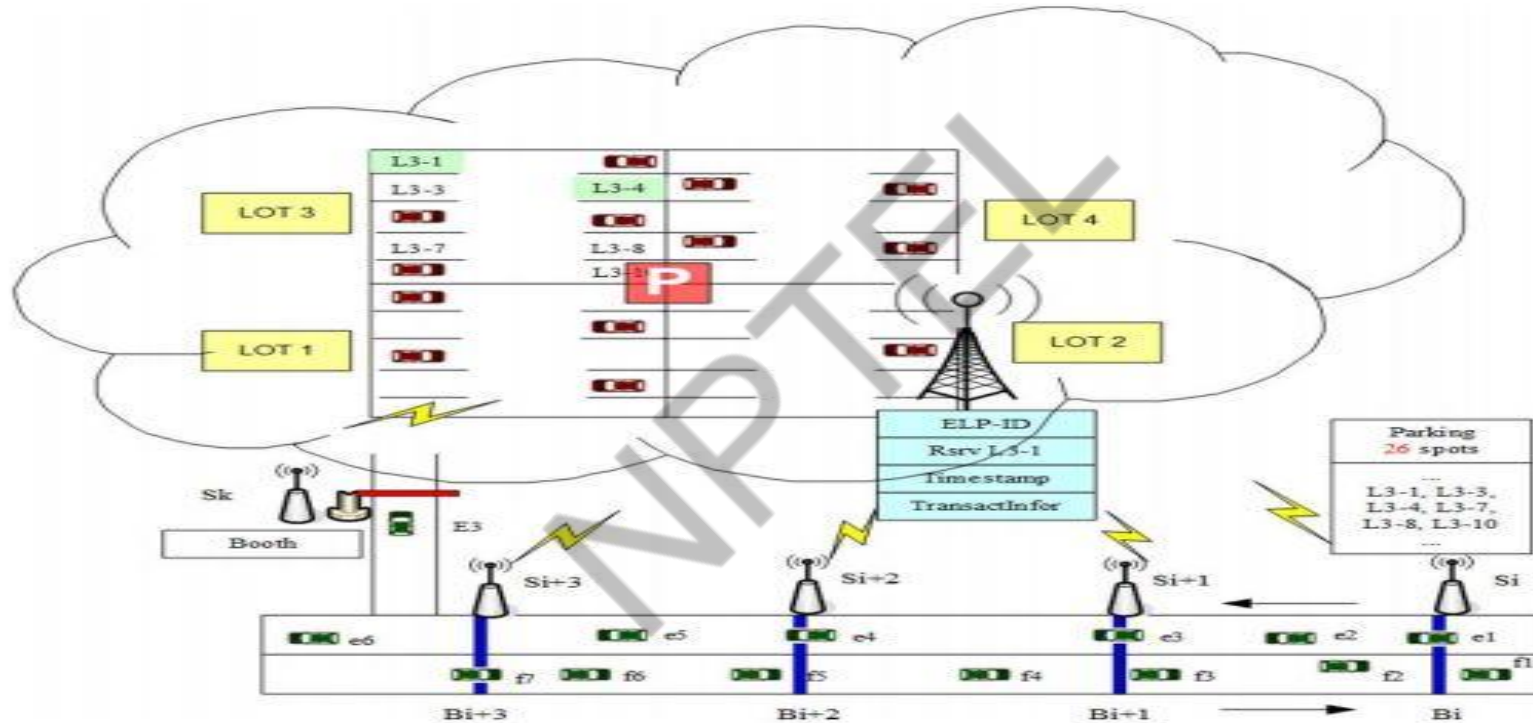 L3-1
L3-3
L3-4
LOT 3
LOT 4
L3-7
L3-8
P
LOT 1
LOT 2
NPTEL
ELP-ID
Rsrv L3-1
Timestamp
TransactInfor
Parking
26 spots
...
L3-1, L3-3,
L3-4, L3-7,
L3-8, L3-10
...
Sk
E3
Booth
Si+3
Si+2
Si+1
Si
e6
e5
e4
e3
e2
e1
f7
f6
f5
f4
f3
f2
f1
Bi+3
Bi+2
Bi+1
Bi